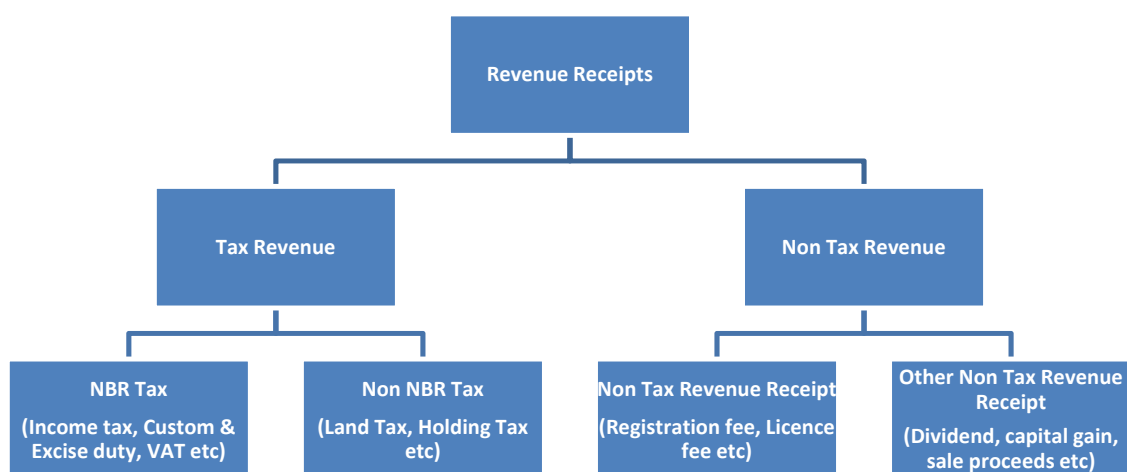 Revenue Receipts
Tax Revenue
Non Tax Revenue
NBR Tax
(Income tax, Custom &
Excise duty, VAT etc)
Non NBR Tax
(Land Tax, Holding Tax
etc)
Non Tax Revenue Receipt
(Registration fee, Licence
fee etc)
Other Non Tax Revenue
Receipt
(Dividend, capital gain,
sale proceeds etc)